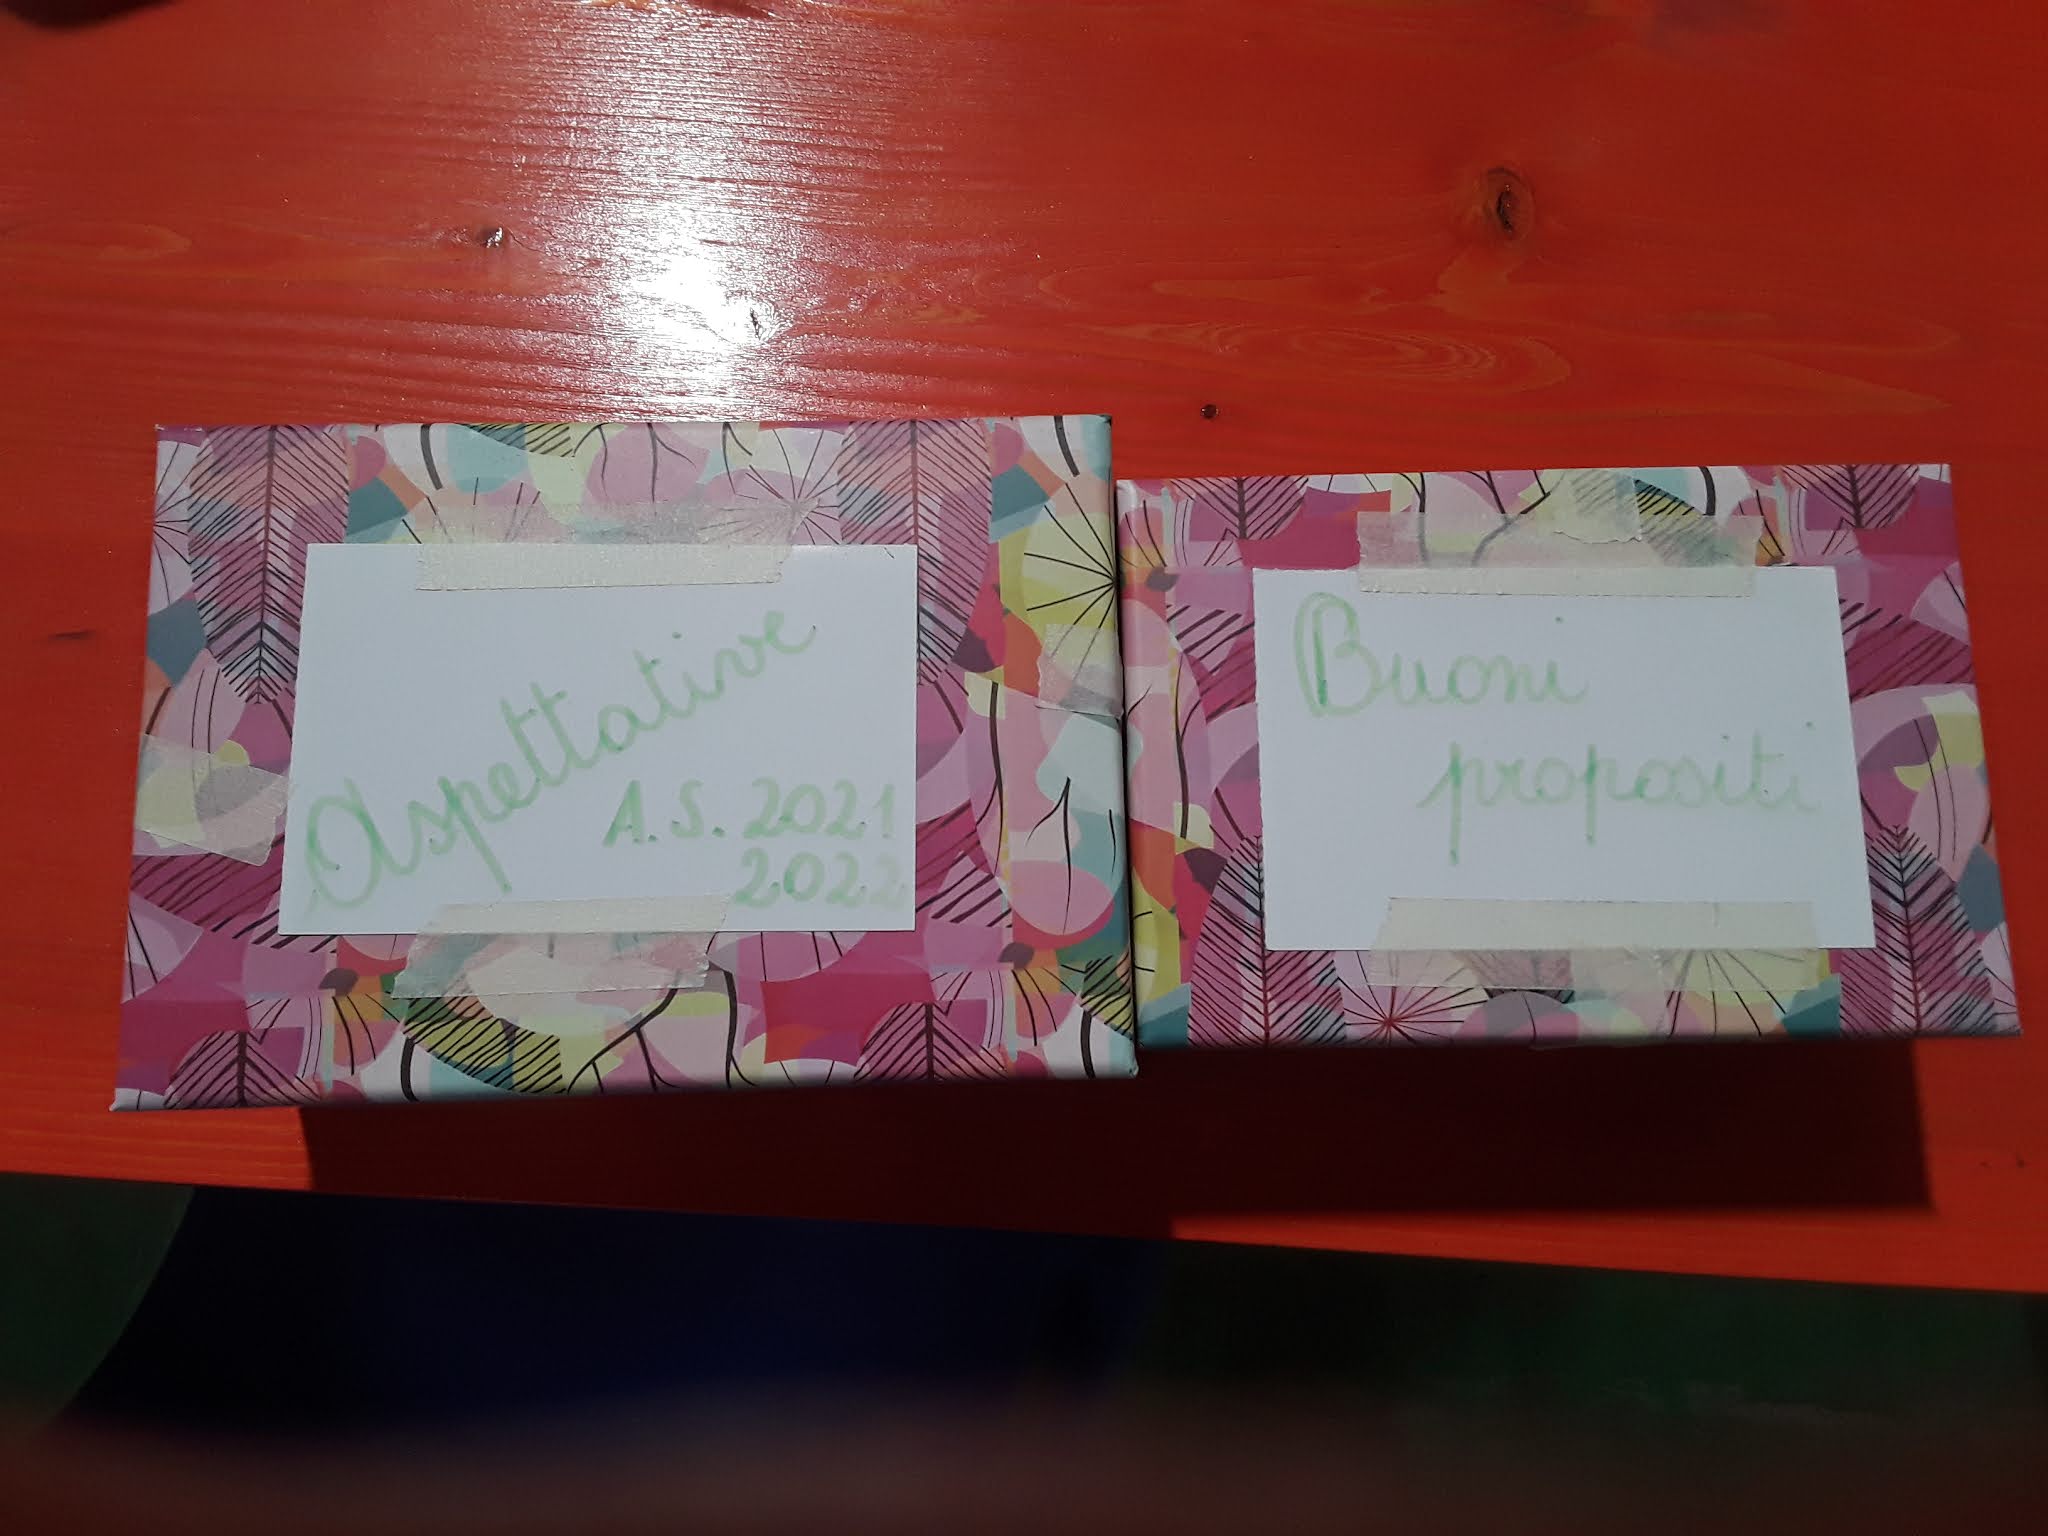 Aspettative
A.S. 2021
2022
Buoni
propositi